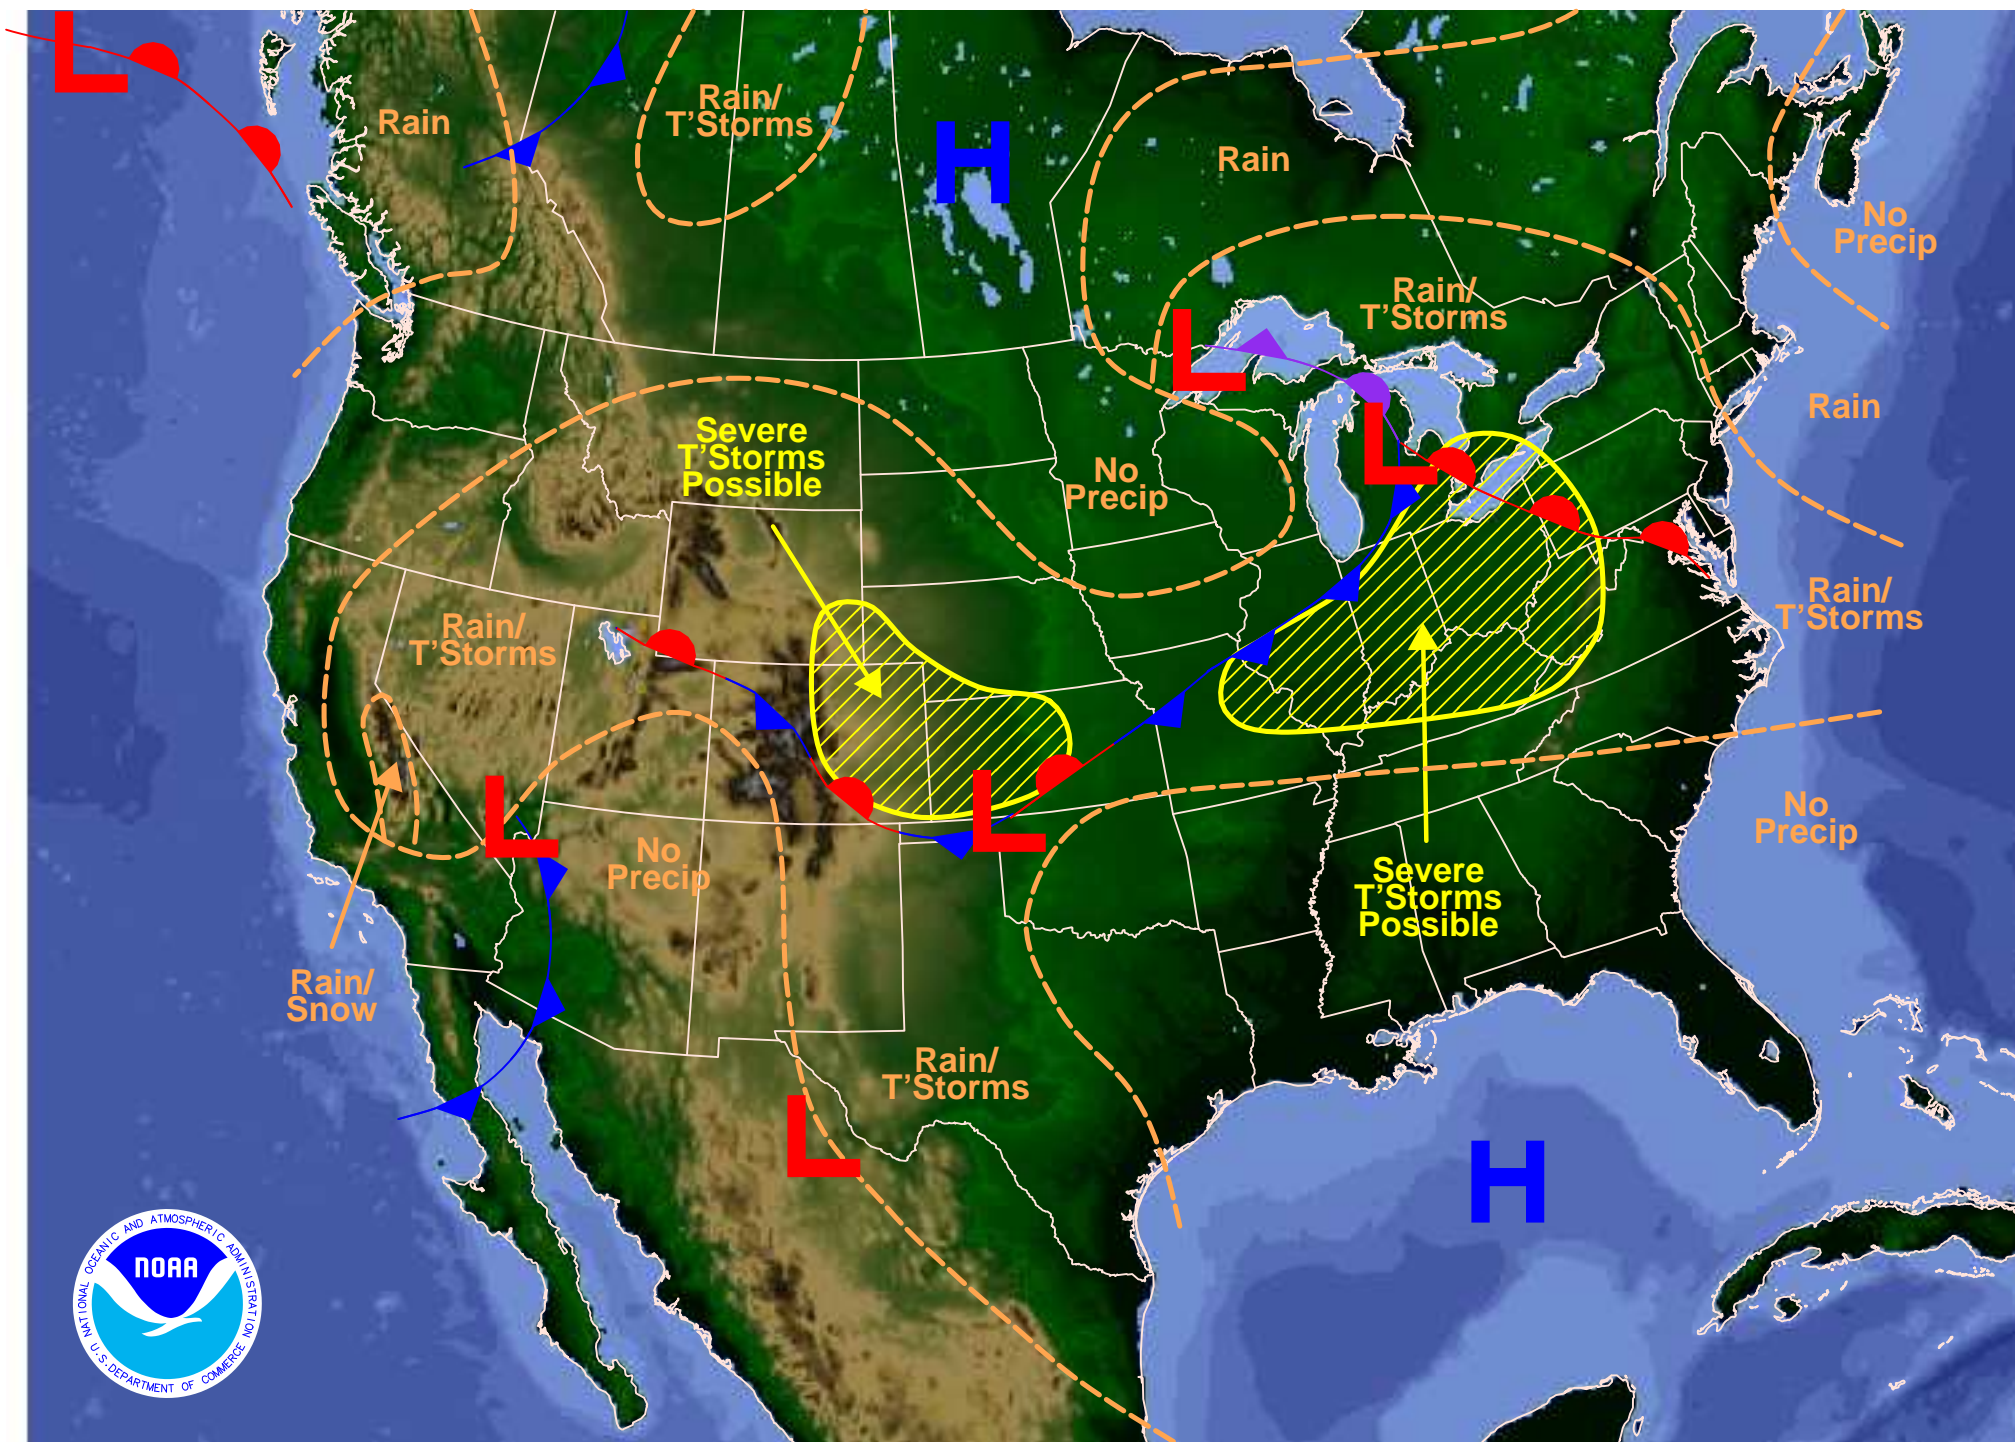 L
Rain
Rain/
T'Storms
H
Rain
No
Precip
Rain/
T'Storms
L
Rain
Severe
T'Storms
Possible
L
No
Precip
Rain/
T'Storms
Rain/
T'Storms
L
L
No
Precip
No
Precip
Severe
T'Storms
Possible
Rain/
Snow
Rain/
T'Storms
L
H
NATIONAL OCEANIC AND ATMOSPHERIC ADMINISTRATION
NOAA
U.S. DEPARTMENT OF COMMERCE